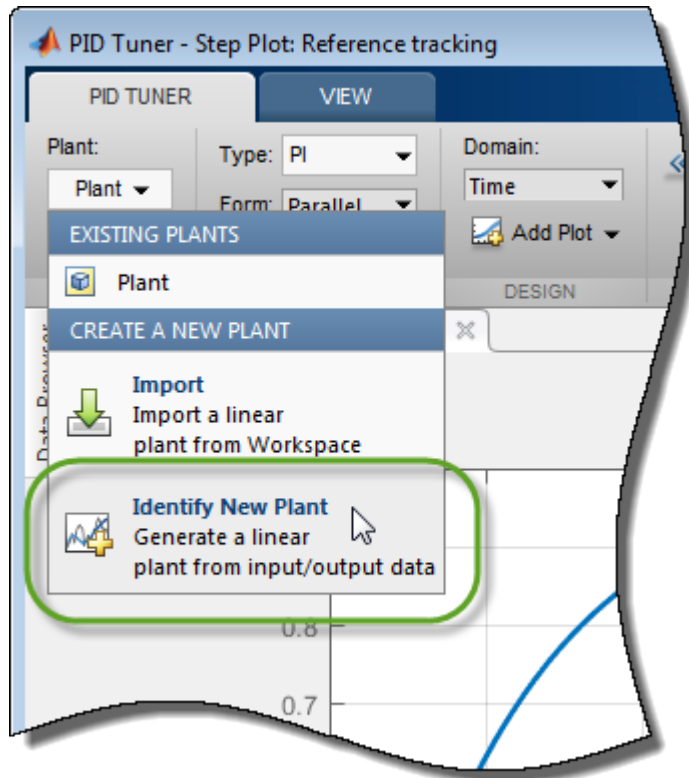 PID Tuner - Step Plot: Reference tracking
PID TUNER
VIEW
Plant:
Type: PI
Domain:
Plant
Form: Parallel
Time
Add Plot
DESIGN
EXISTING PLANTS
Plant
CREATE A NEW PLANT
Import
Import a linear
plant from Workspace
Identify New Plant
Generate a linear
plant from input/output data
Data Browser
0.8
0.7